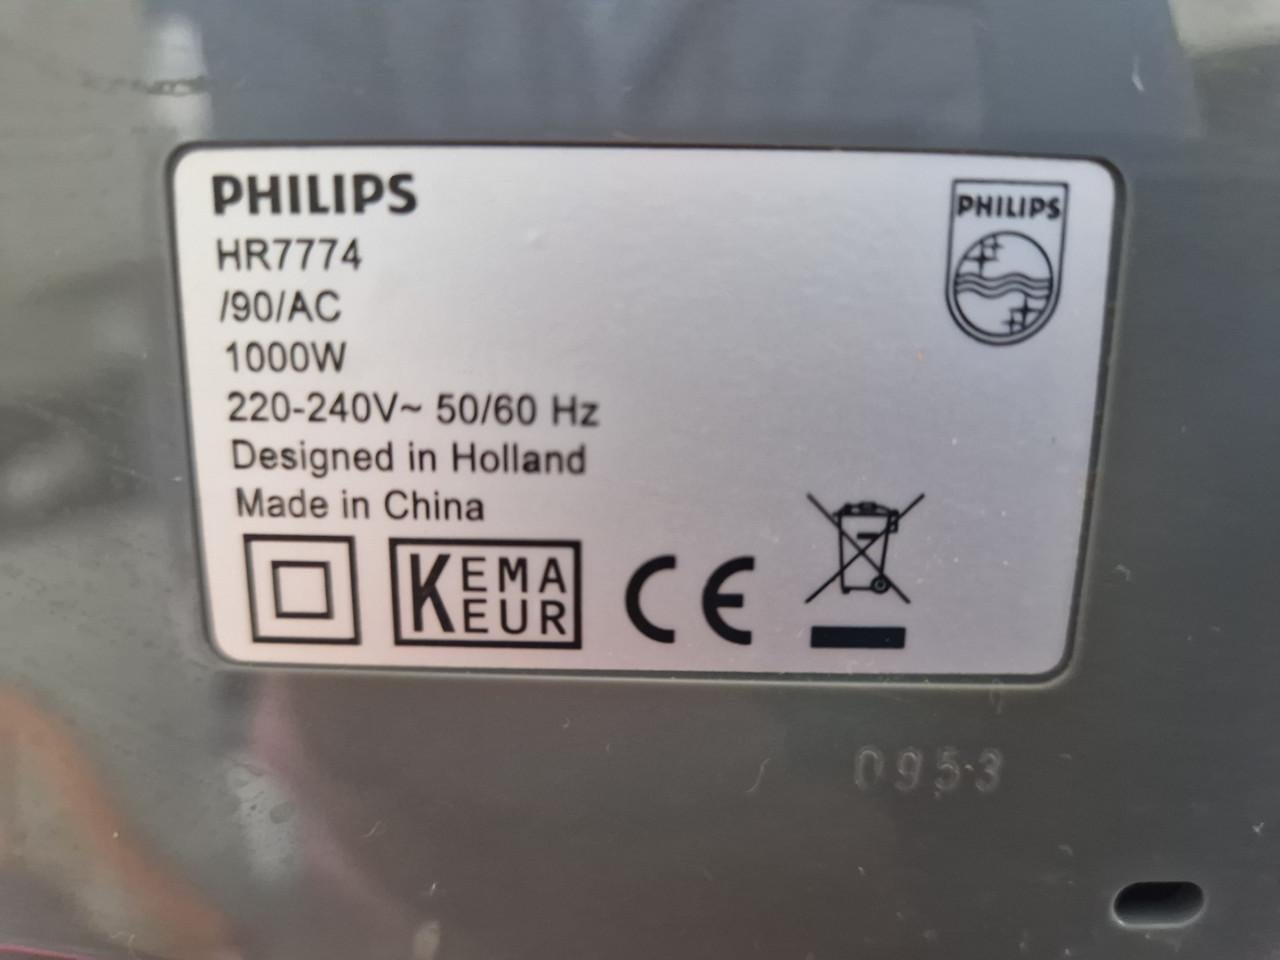 PHILIPS
PHILIPS
HR7774
/90/AC
1000W
220-240V~ 50/60 Hz
Designed in Holland
Made in China
KEMA
EUR
CE
0953